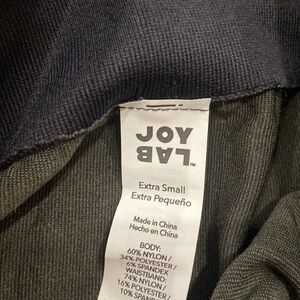 JOY
LAB™
Extra Small
Extra Pequeño
Made in China
Hecho en China
BODY:
60% NYLON /
34% POLYESTER /
6% SPANDEX
WAISTBAND:
74% NYLON /
16% POLYESTER /
10% SPANDEX